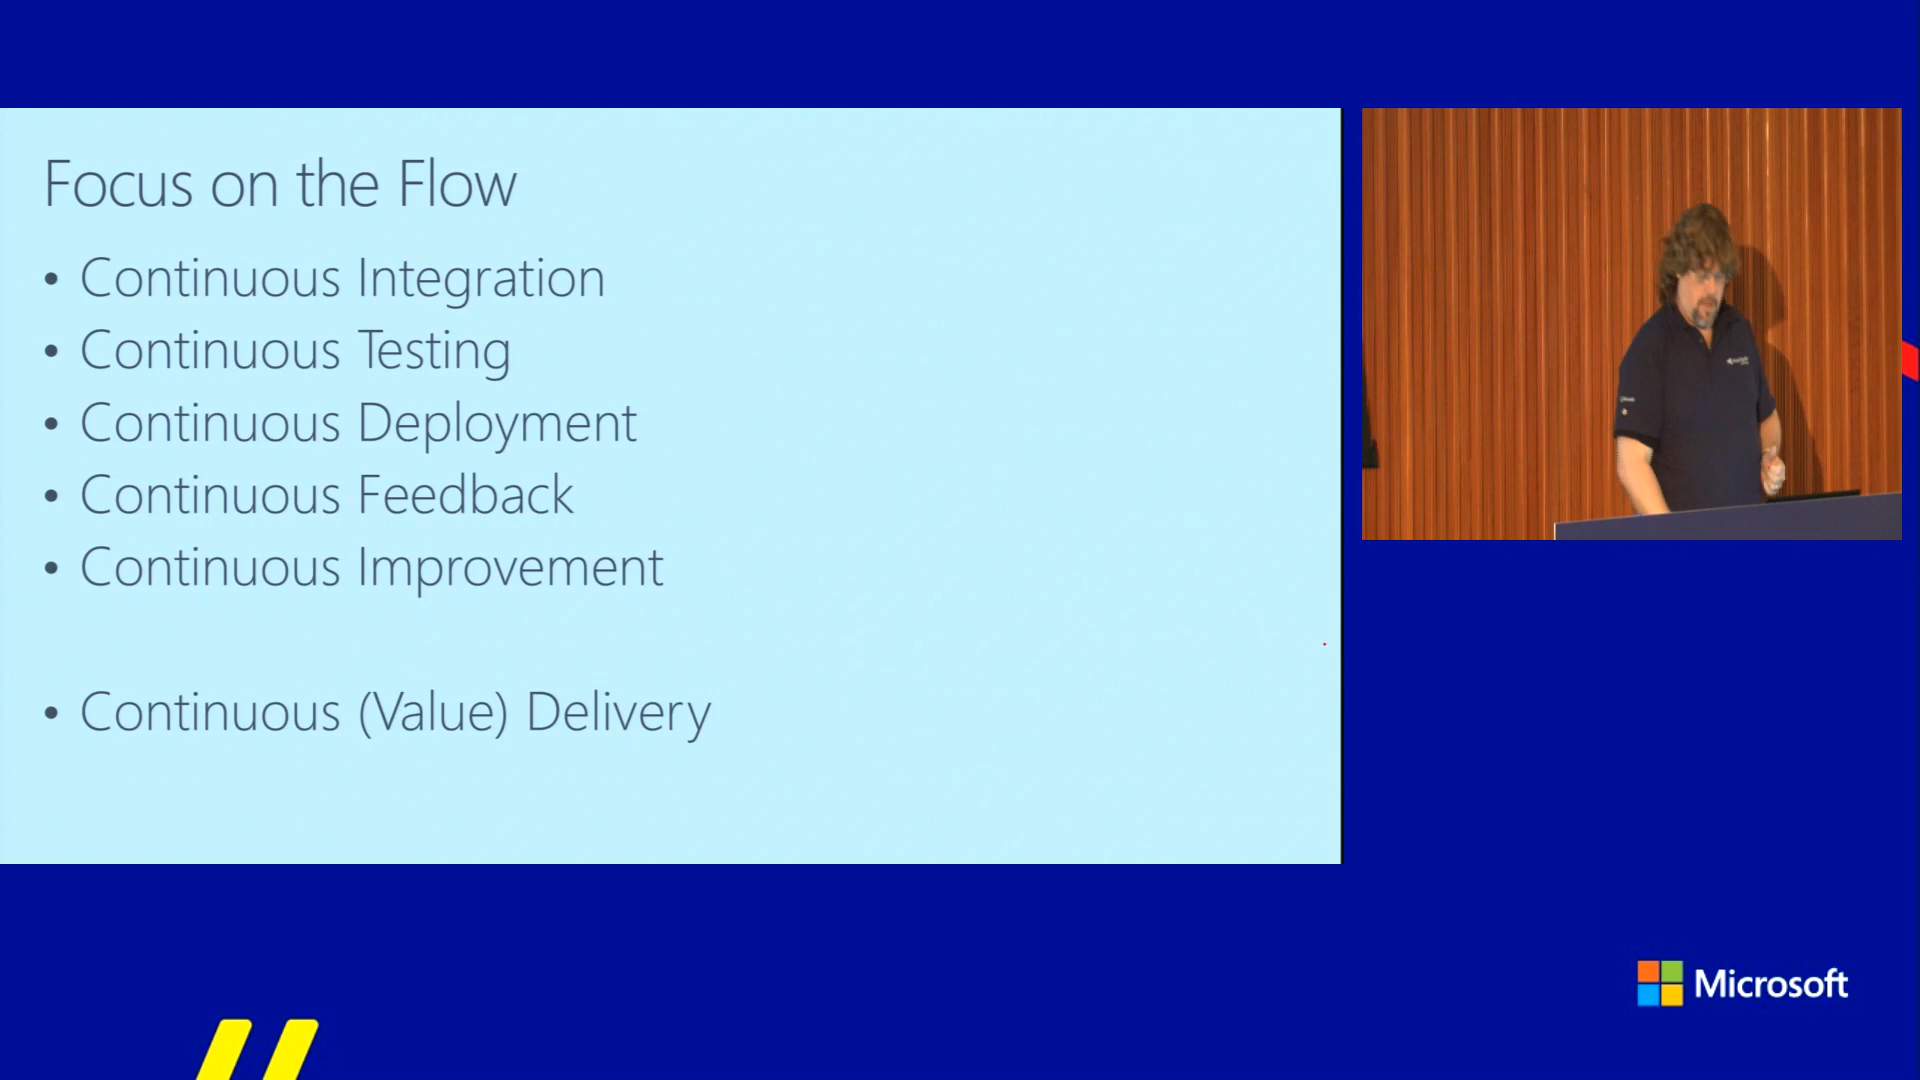 Focus on the Flow
• Continuous Integration
• Continuous Testing
• Continuous Deployment
• Continuous Feedback
• Continuous Improvement
• Continuous (Value) Delivery
Microsoft